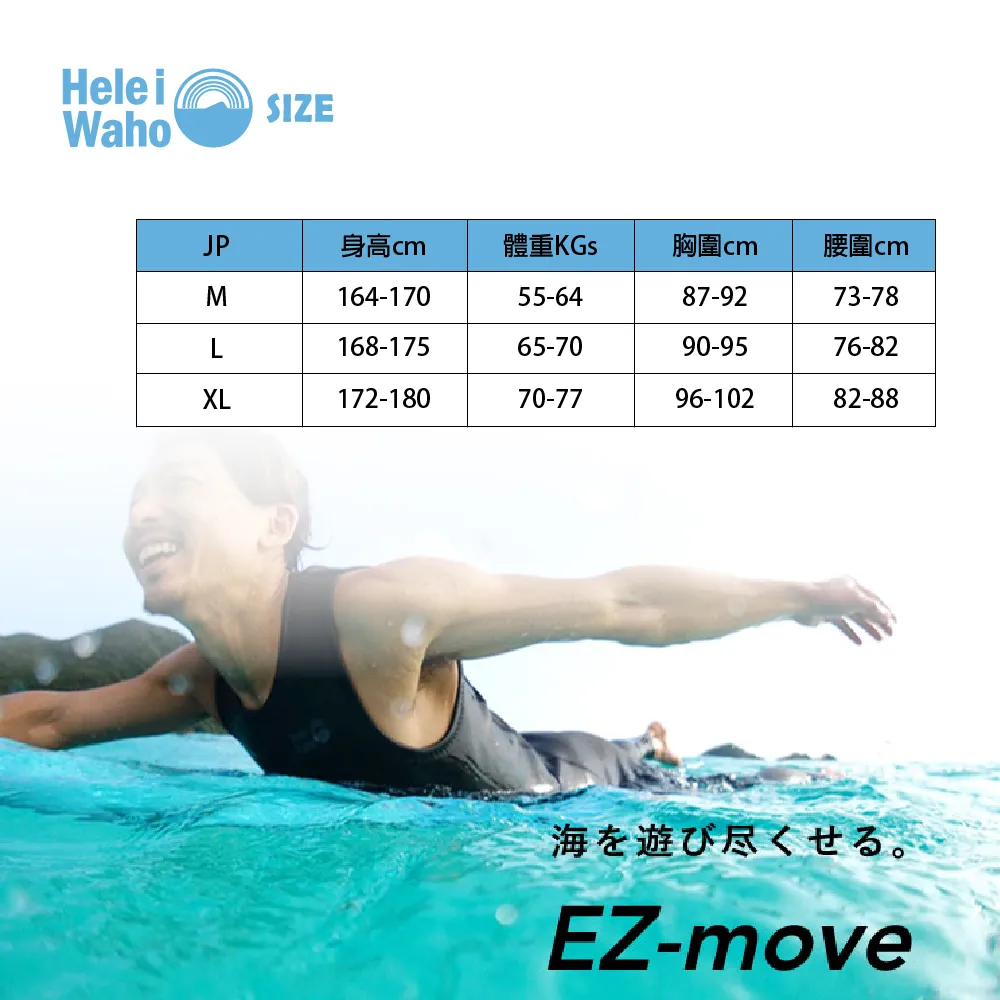 Hele i
Waho
SIZE
JP 身高cm 體重KGs 胸圍cm 腰圍cm
M 164-170 55-64 87-92 73-78
L 168-175 65-70 90-95 76-82
XL 172-180 70-77 96-102 82-88
海を遊び尽くせる。
EZ-move